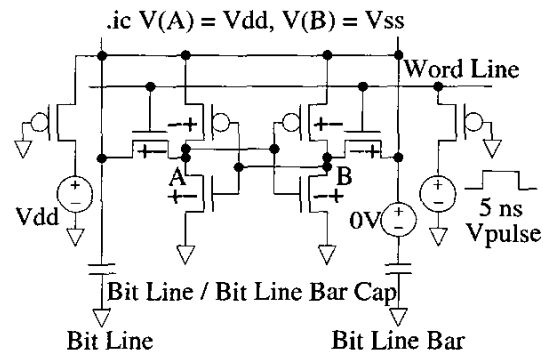 .ic V(A) = Vdd, V(B) = Vss
Word Line
A
B
Vdd
0V
5 ns
Vpulse
Bit Line / Bit Line Bar Cap
Bit Line
Bit Line Bar